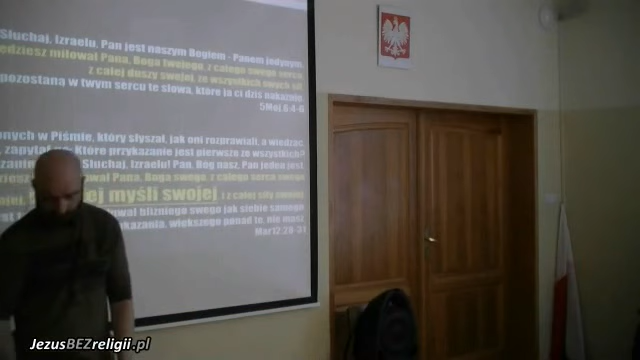 Słuchaj, Izraelu, Pan jest naszym Bogiem - Panem jedynym.
miłował Pana, Boga twojego, z całego swego serca,
z całej duszy swojej, ze wszystkich swych sił.
pozostaną w twym sercu te słowa, które ja ci dziś nakazuję.
5Moj.6:4-6
w Piśmie, który słyszał, jak oni rozprawiali, a wiedząc,
zapytał go: Które przykazanie jest pierwsze ze wszystkich?
Słuchaj, Izraelu! Pan, Bóg nasz, Pan jeden jest.
miłował Pana, Boga swego, z całego serca swego
myśli swojej, i z całej siły swojej
bliźniego swego jak siebie samego
przykazania, większego ponad te, nie masz.
Mar12:28-31
JezusBEZreligii.pl